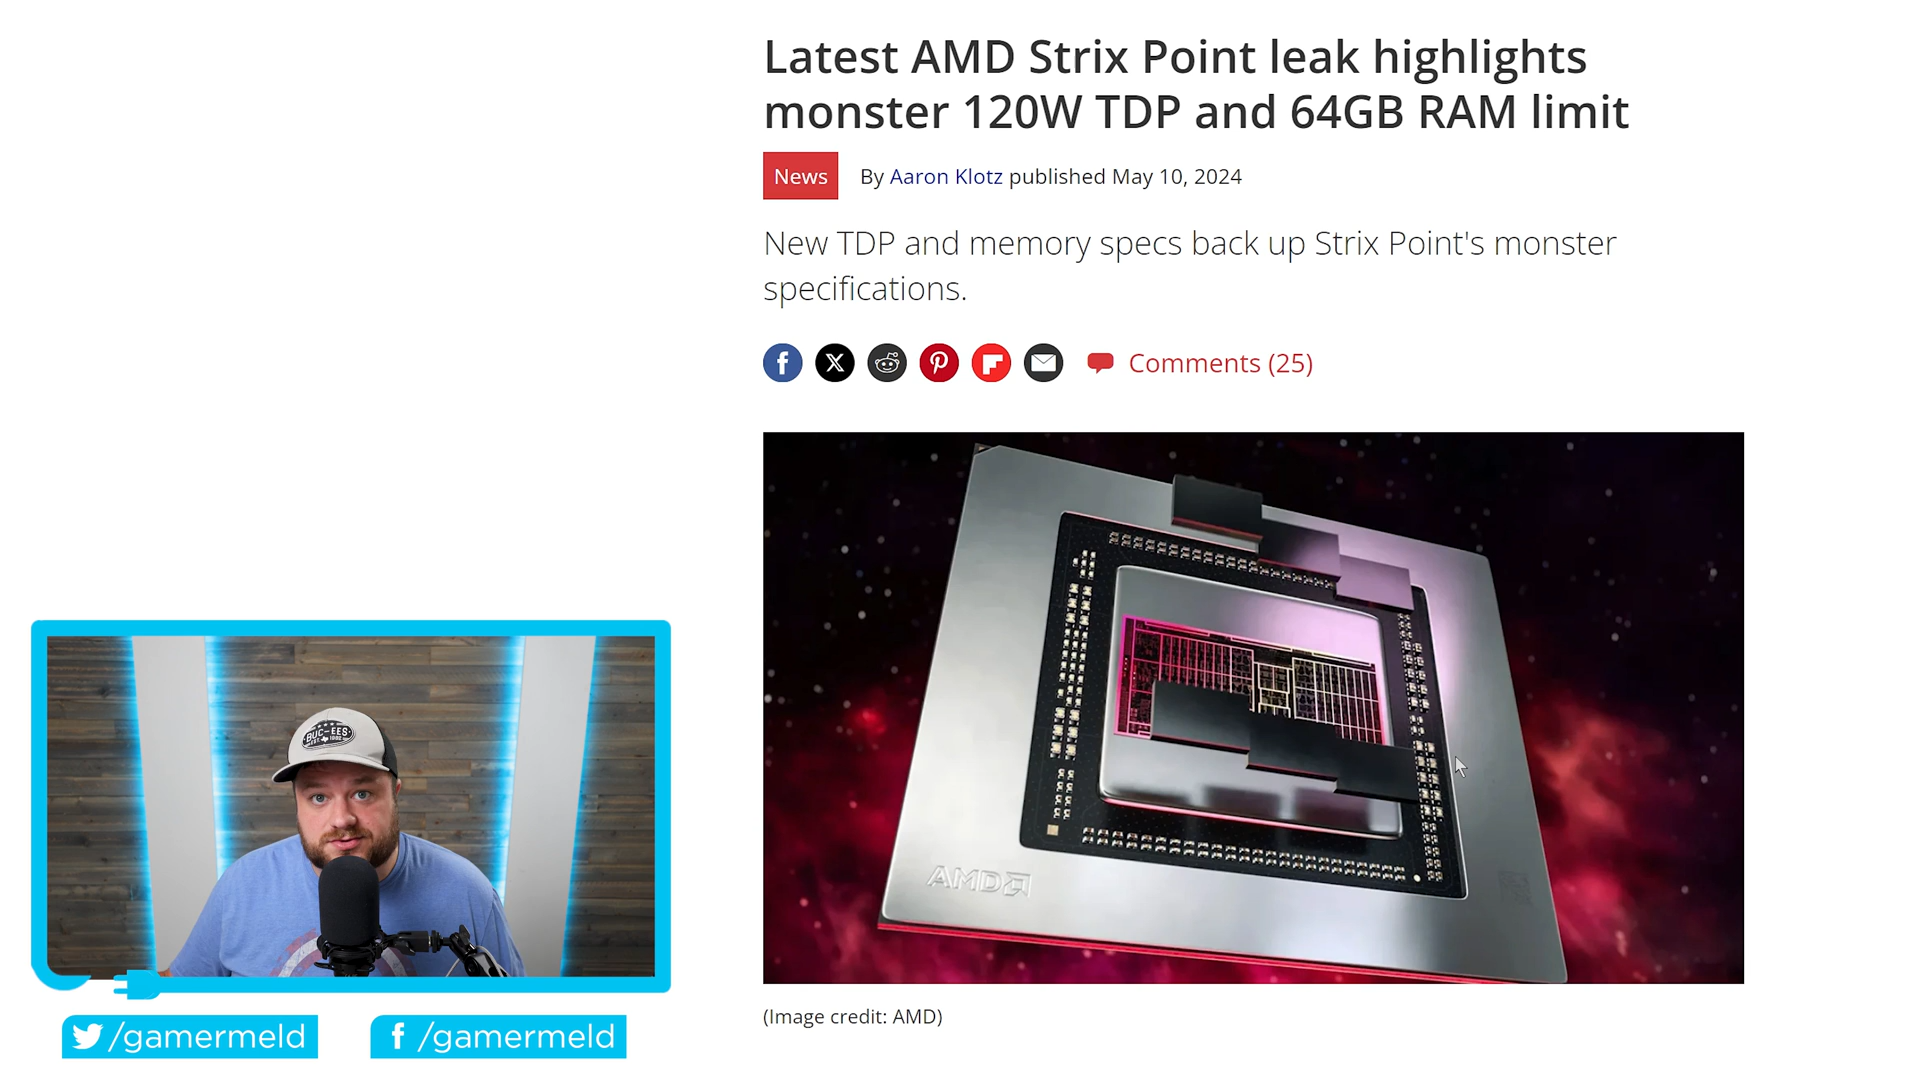 Latest AMD Strix Point leak highlights
monster 120W TDP and 64GB RAM limit
News
By Aaron Klotz published May 10, 2024
New TDP and memory specs back up Strix Point's monster
specifications.
Comments (25)
AMD
(Image credit: AMD)
BUC-EES
/gamermeld
/gamermeld